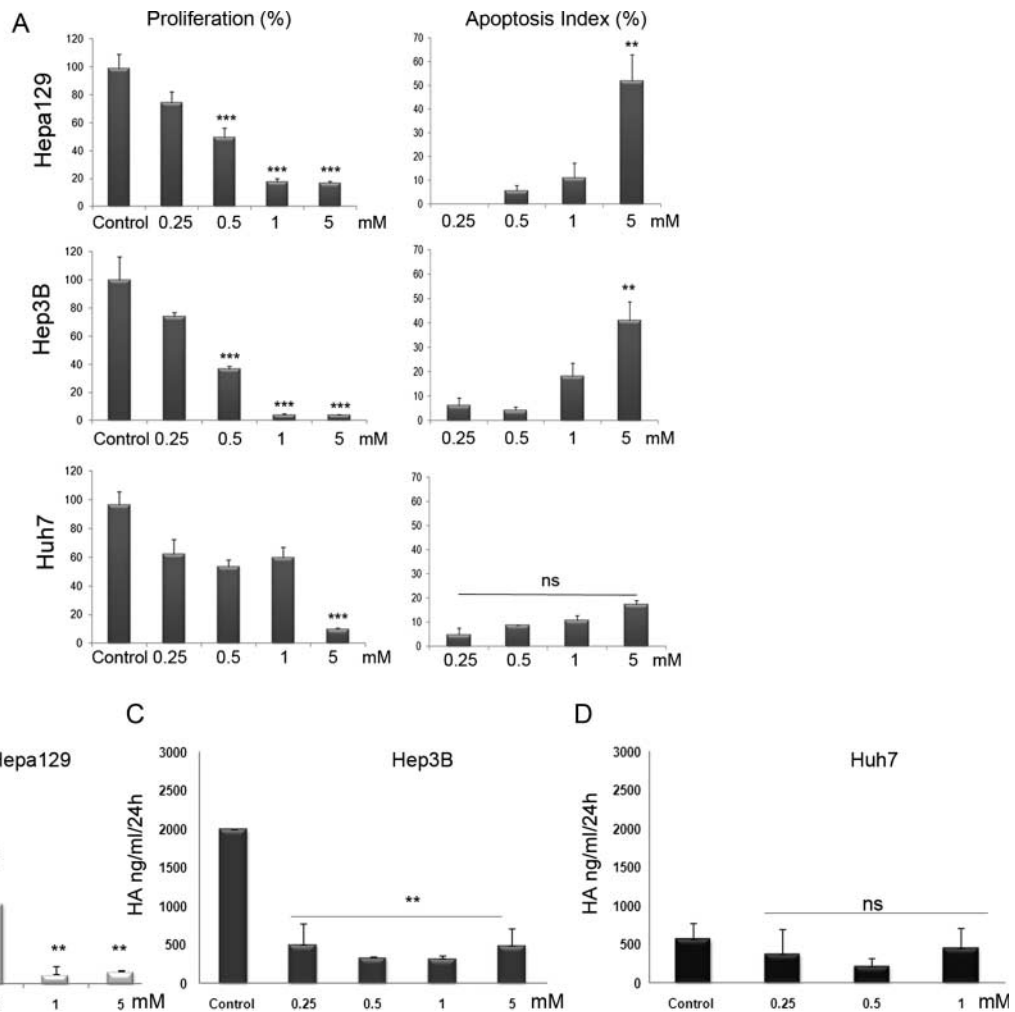 A
Proliferation (%)
Apoptosis Index (%)
Hepa129
120
100
80
60
40
20
0
***
***
***
Control 0.25 0.5 1 5 mM
70
60
50
40
30
20
10
0
**
0.25 0.5 1 5 mM
Hep3B
120
100
80
60
40
20
0
***
***
***
Control 0.25 0.5 1 5 mM
70
60
50
40
30
20
10
0
**
0.25 0.5 1 5 mM
Huh7
120
100
80
60
40
20
0
***
Control 0.25 0.5 1 5 mM
70
60
50
40
30
20
10
0
ns
0.25 0.5 1 5 mM
epa129
** **
1 5 mM
C
Hep3B
HA ng/ml/24h
3000
2500
2000
1500
1000
500
0
**
Control 0.25 0.5 1 5 mM
D
Huh7
HA ng/ml/24h
3000
2500
2000
1500
1000
500
0
ns
Control 0.25 0.5 1 mM